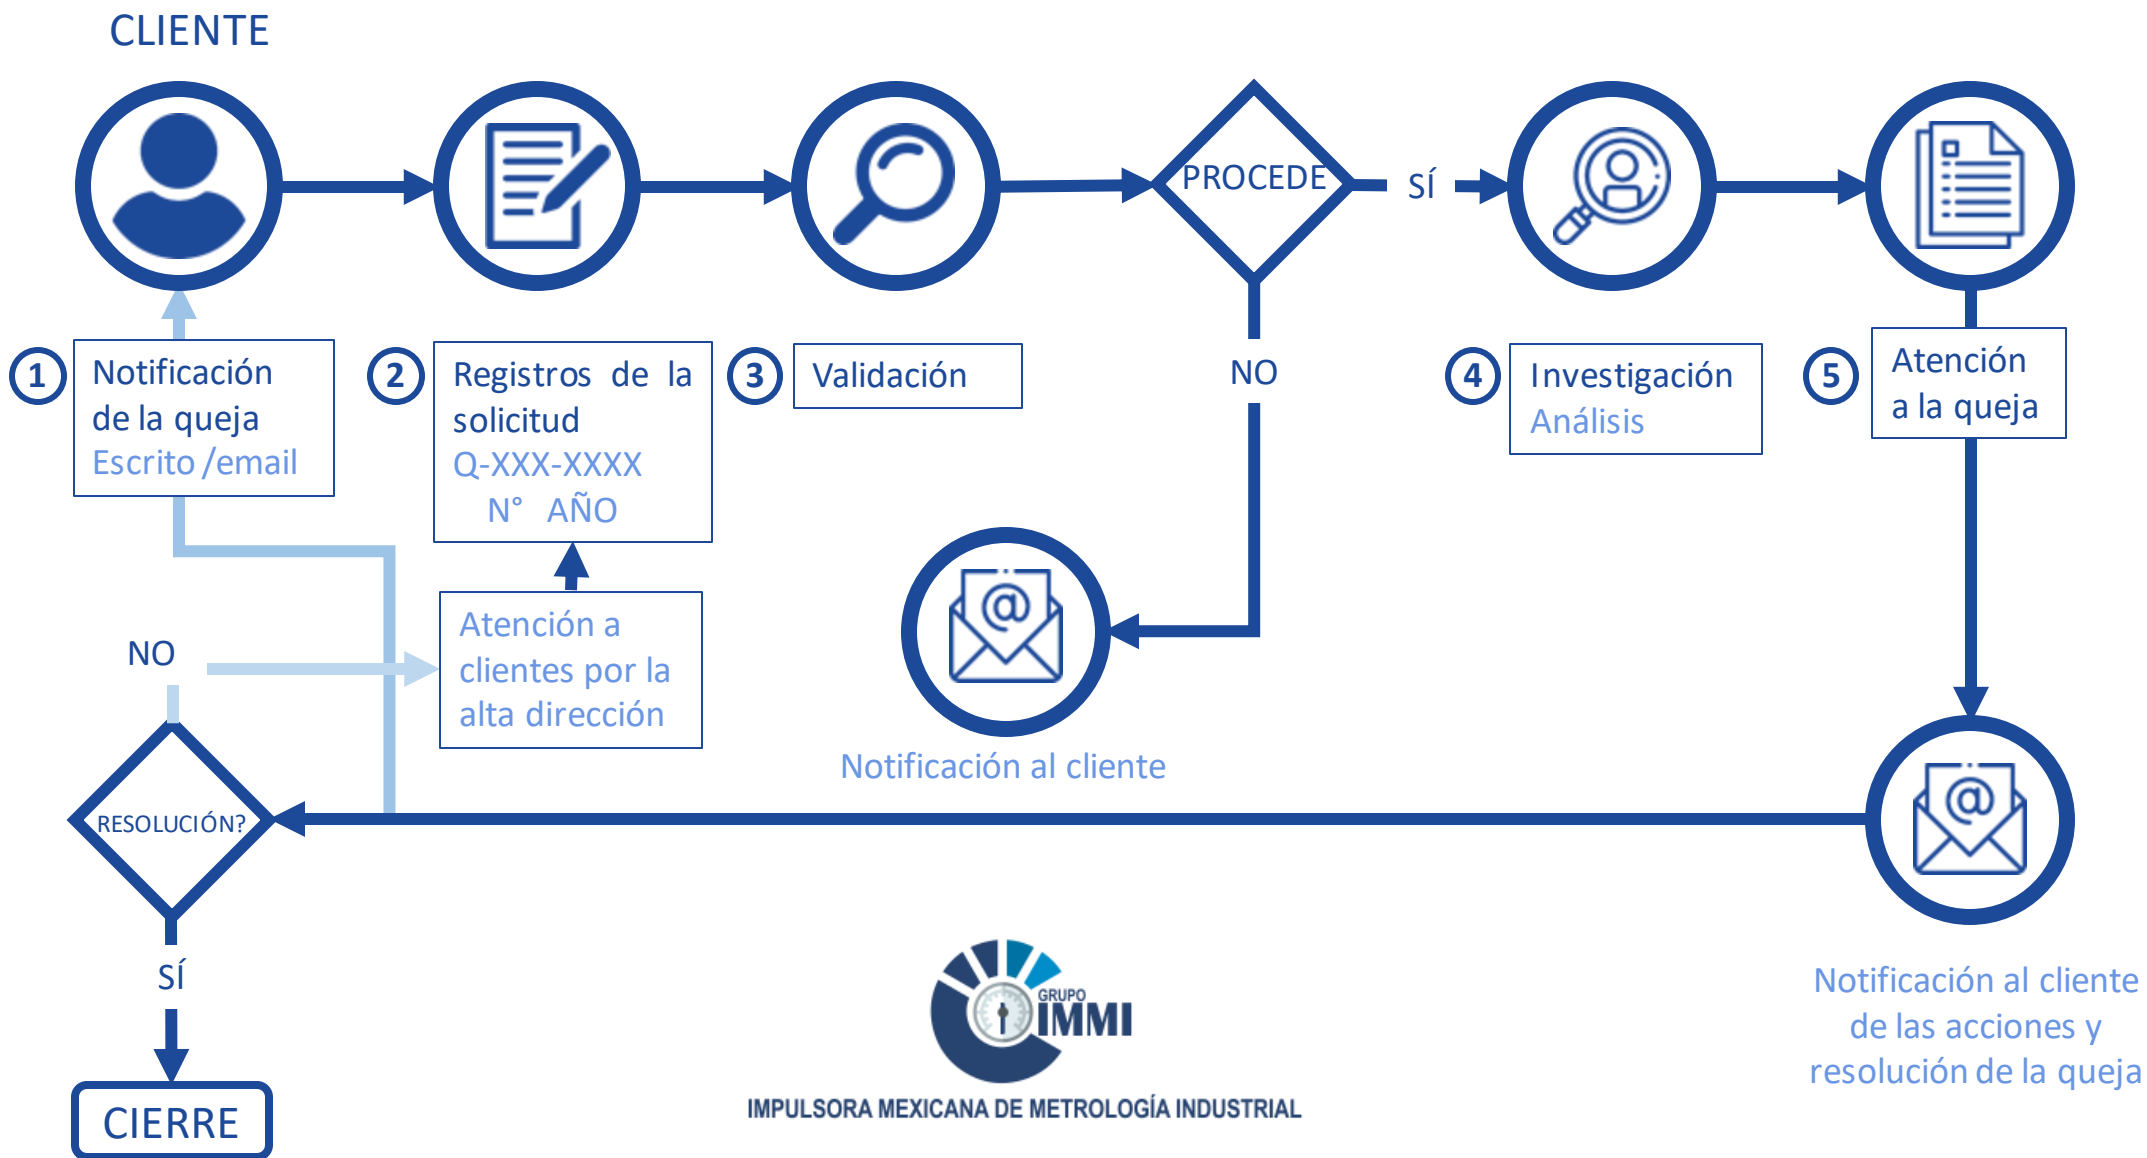 CLIENTE
PROCEDE
SÍ
NO
1
Notificación
de la queja
Escrito /email
2
Registros de la
solicitud
Q-XXX-XXXX
N° AÑO
3
Validación
4
Investigación
Análisis
5
Atención
a la queja
Atención a
clientes por la
alta dirección
@
Notificación al cliente
NO
RESOLUCIÓN?
SÍ
CIERRE
@
Notificación al cliente
de las acciones y
resolución de la queja
GRUPO
IMMI
IMPULSORA MEXICANA DE METROLOGÍA INDUSTRIAL